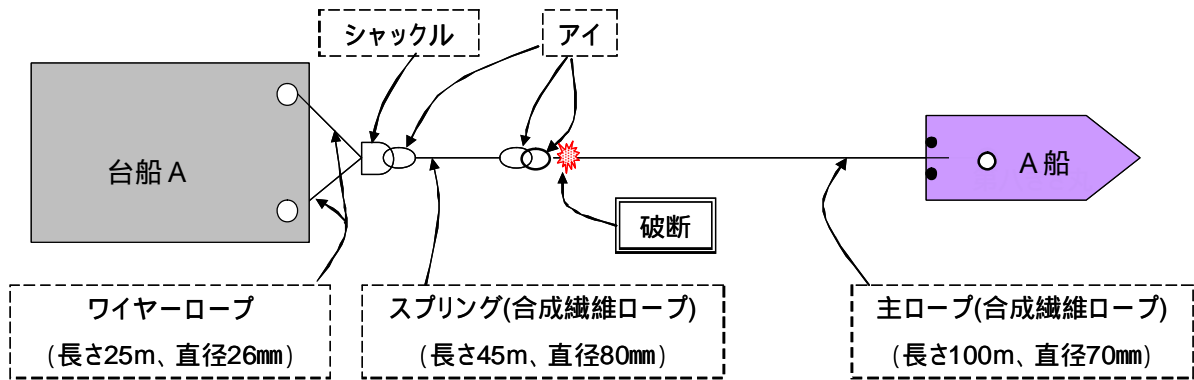 シャックル
アイ
台船A
A船
破断
ワイヤーロープ
(長さ25m、直径26㎜)
スプリング(合成繊維ロープ)
(長さ45m、直径80㎜)
主ロープ(合成繊維ロープ)
(長さ100m、直径70㎜)